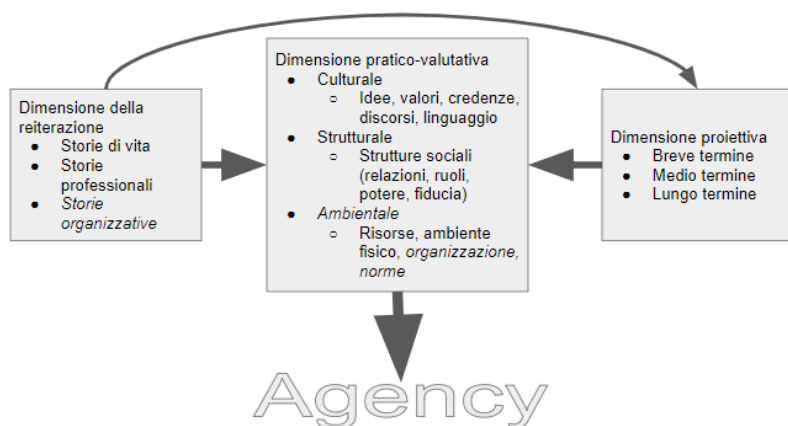 Dimensione della
reiterazione
● Storie di vita
● Storie
professionali
● Storie
organizzative
Dimensione pratico-valutativa
● Culturale
○ Idee, valori, credenze,
discorsi, linguaggio
● Strutturale
○ Strutture sociali
(relazioni, ruoli,
potere, fiducia)
● Ambientale
○ Risorse, ambiente
fisico, organizzazione,
norme
Dimensione proiettiva
● Breve termine
● Medio termine
● Lungo termine
Agency